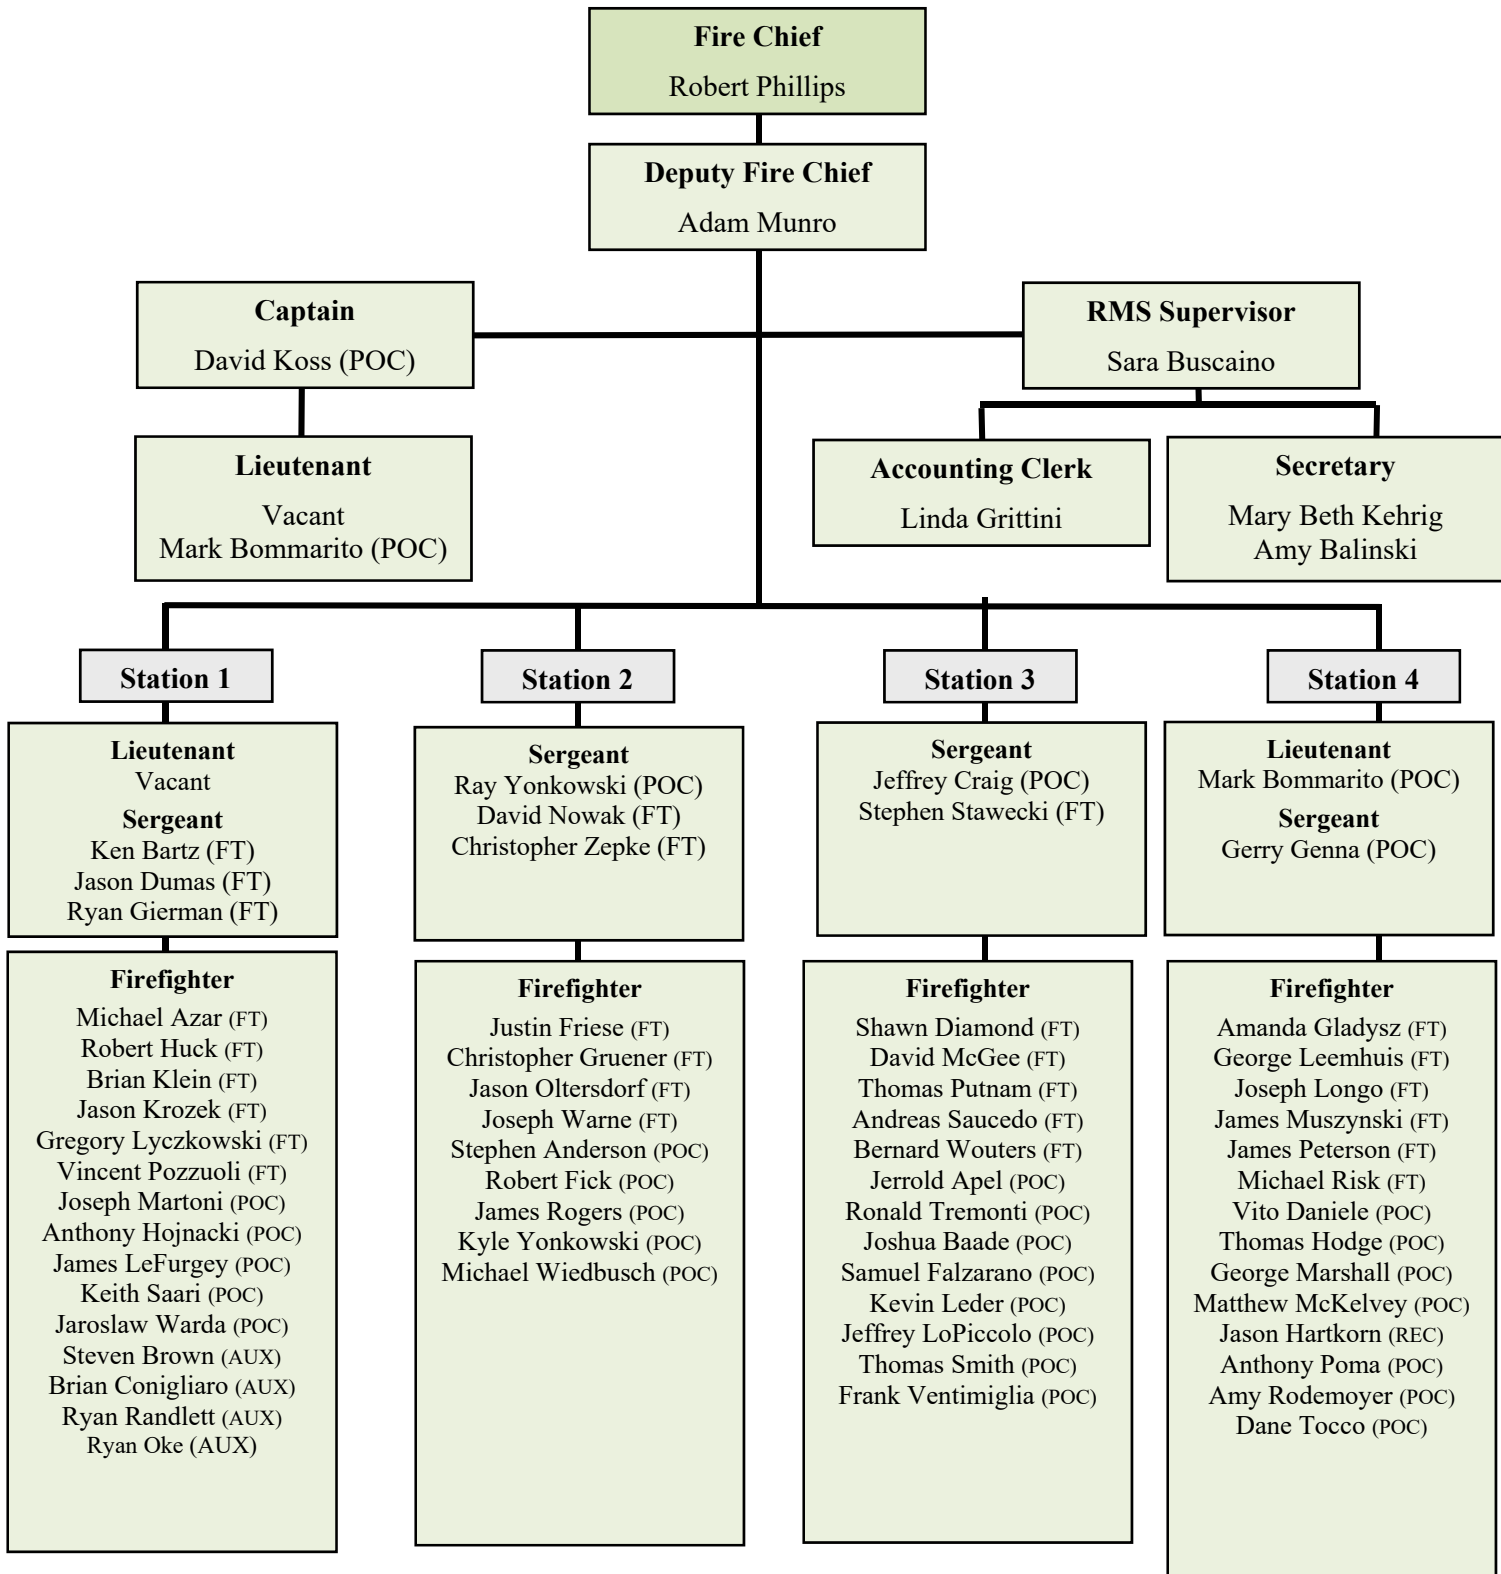 Fire Chief
Robert Phillips
Deputy Fire Chief
Adam Munro
Captain
David Koss (POC)
RMS Supervisor
Sara Buscaino
Lieutenant
Vacant
Mark Bommarito (POC)
Accounting Clerk
Linda Grittini
Secretary
Mary Beth Kehrig
Amy Balinski
Station 1
Lieutenant
Vacant
Sergeant
Ken Bartz (FT)
Jason Dumas (FT)
Ryan Gierman (FT)
Firefighter
Michael Azar (FT)
Robert Huck (FT)
Brian Klein (FT)
Jason Krozek (FT)
Gregory Lyczkowski (FT)
Vincent Pozzuoli (FT)
Joseph Martoni (POC)
Anthony Hojnacki (POC)
James LeFurgey (POC)
Keith Saari (POC)
Jaroslaw Warda (POC)
Steven Brown (AUX)
Brian Conigliaro (AUX)
Ryan Randlett (AUX)
Ryan Oke (AUX)
Station 2
Sergeant
Ray Yonkowski (POC)
David Nowak (FT)
Christopher Zepke (FT)
Firefighter
Justin Friese (FT)
Christopher Gruener (FT)
Jason Oltersdorf (FT)
Joseph Warne (FT)
Stephen Anderson (POC)
Robert Fick (POC)
James Rogers (POC)
Kyle Yonkowski (POC)
Michael Wiedbusch (POC)
Station 3
Sergeant
Jeffrey Craig (POC)
Stephen Stawecki (FT)
Firefighter
Shawn Diamond (FT)
David McGee (FT)
Thomas Putnam (FT)
Andreas Saucedo (FT)
Bernard Wouters (FT)
Jerrold Apel (POC)
Ronald Tremonti (POC)
Joshua Baade (POC)
Samuel Falzarano (POC)
Kevin Leder (POC)
Jeffrey LoPiccolo (POC)
Thomas Smith (POC)
Frank Ventimiglia (POC)
Station 4
Lieutenant
Mark Bommarito (POC)
Sergeant
Gerry Genna (POC)
Firefighter
Amanda Gladysz (FT)
George Leemhuis (FT)
Joseph Longo (FT)
James Muszynski (FT)
James Peterson (FT)
Michael Risk (FT)
Vito Daniele (POC)
Thomas Hodge (POC)
George Marshall (POC)
Matthew McKelvey (POC)
Jason Hartkorn (REC)
Anthony Poma (POC)
Amy Rodemoyer (POC)
Dane Tocco (POC)